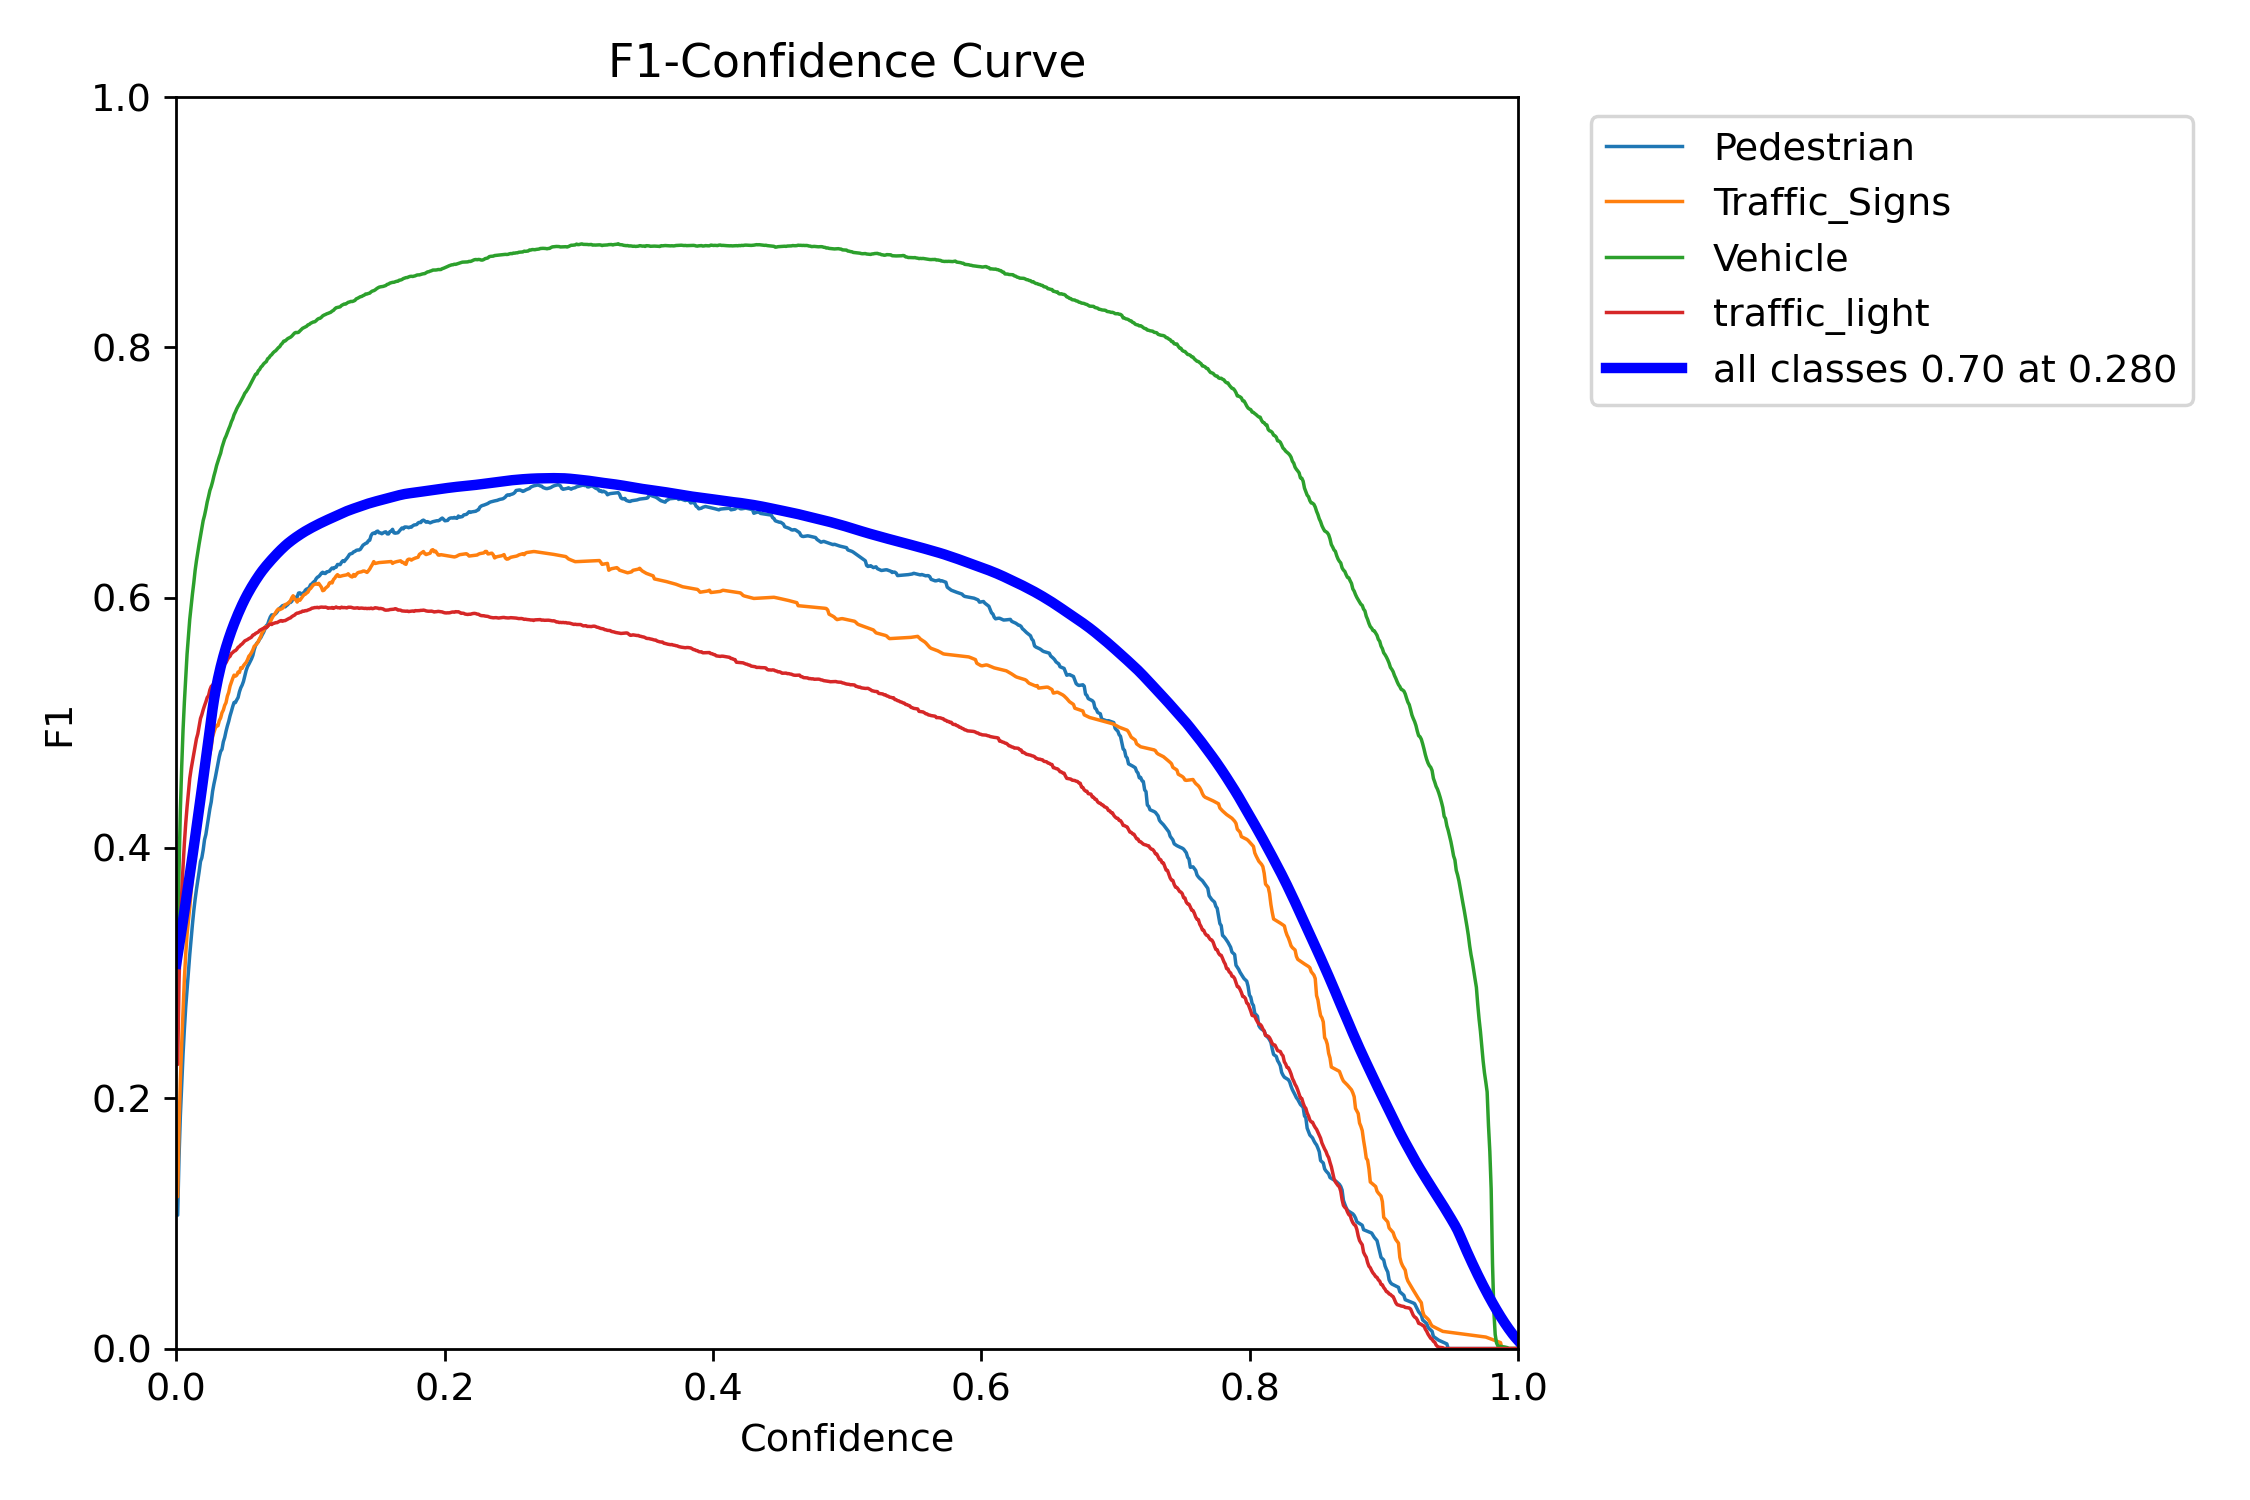 F1-Confidence Curve
1.0
0.8
0.6
0.4
0.2
0.0
F1
0.0 0.2 0.4 0.6 0.8 1.0
Confidence
Pedestrian
Traffic_Signs
Vehicle
traffic_light
all classes 0.70 at 0.280